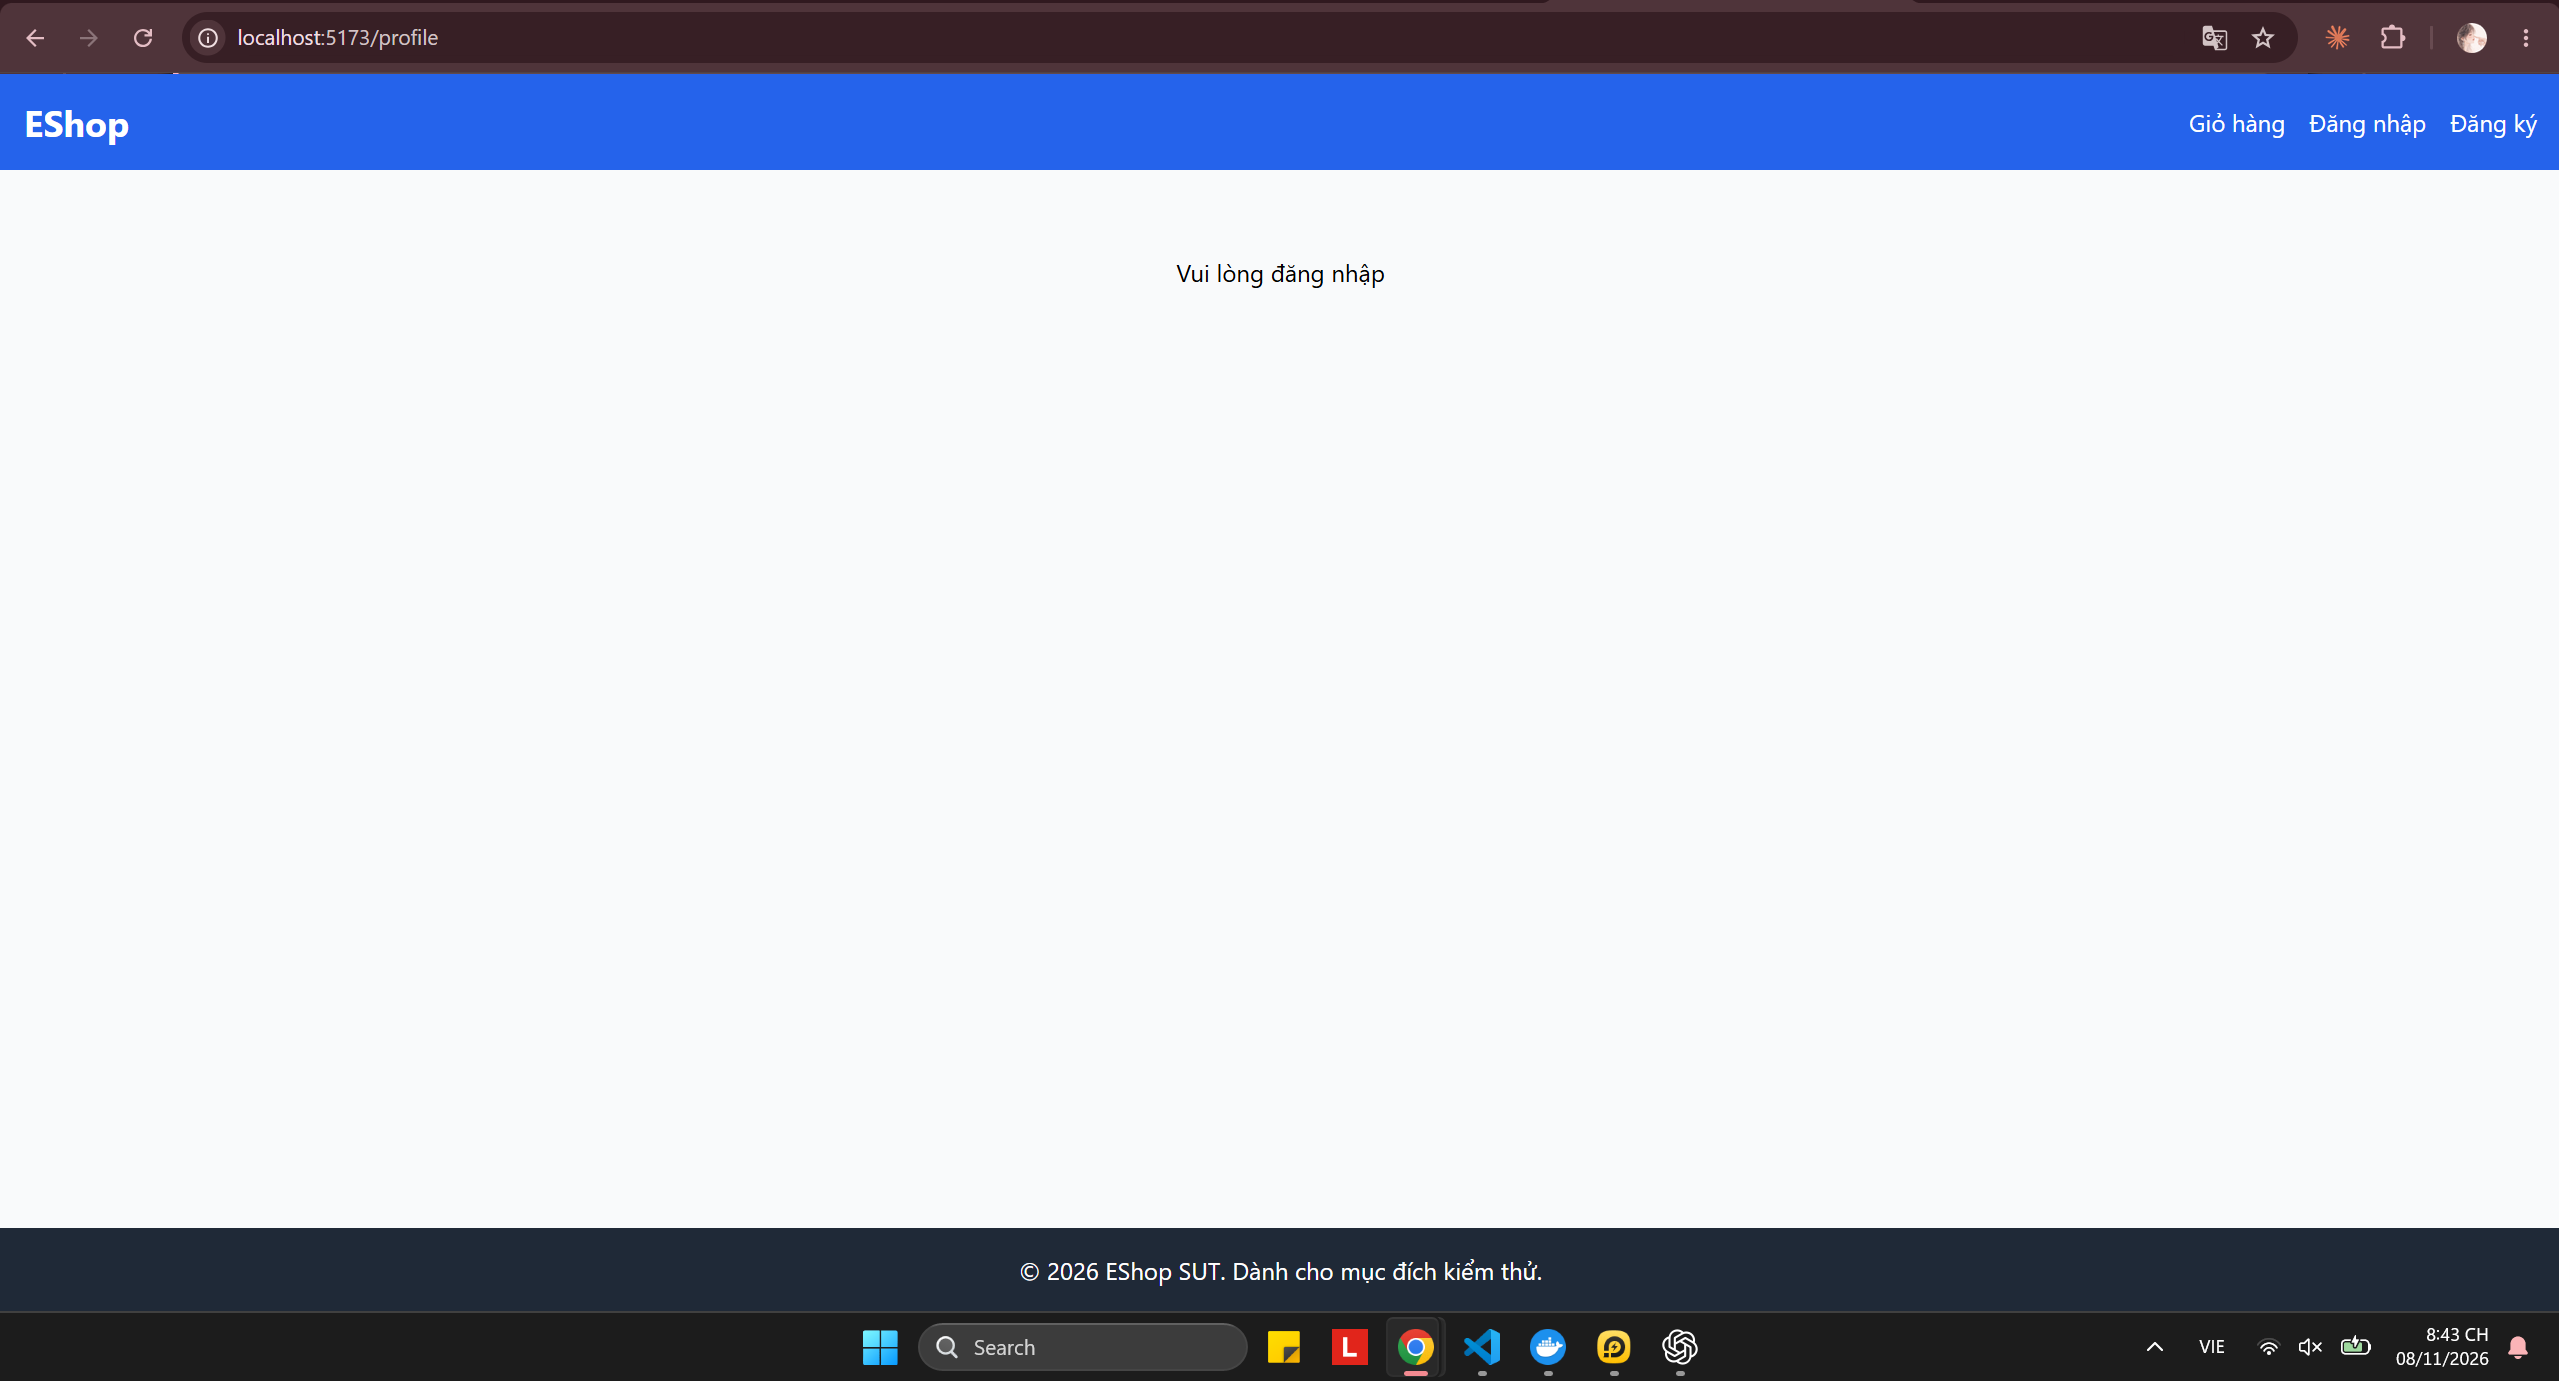 localhost:5173/profile
EShop
Giỏ hàng
Đăng nhập
Đăng ký
Vui lòng đăng nhập
© 2026 EShop SUT. Dành cho mục đích kiểm thử.
Search
L
VIE
8:43 CH
08/11/2026